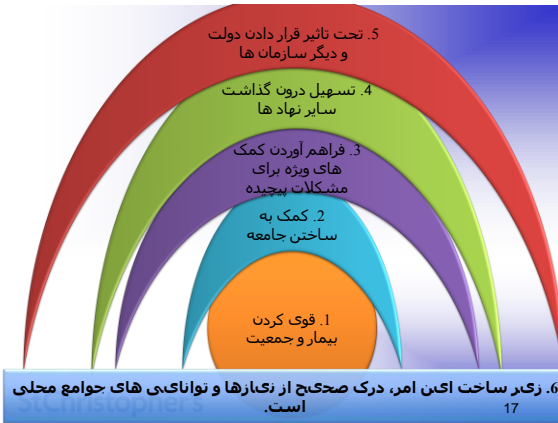 5. تحت تاثیر قرار دادن دولت
و دیگر سازمان ها
4. تسهیل درون گذاشت
سایر نهاد ها
3. فراهم آوردن کمک
های ویژه برای
مشکلات پیچیده
2. کمک به
ساختن جامعه
1. قوی کردن
بیمار و جمعیت
6. زیر ساخت این امر، درک صحیح از نیازها و توانایی های جوامع محلی
است.
StChristopher's
17